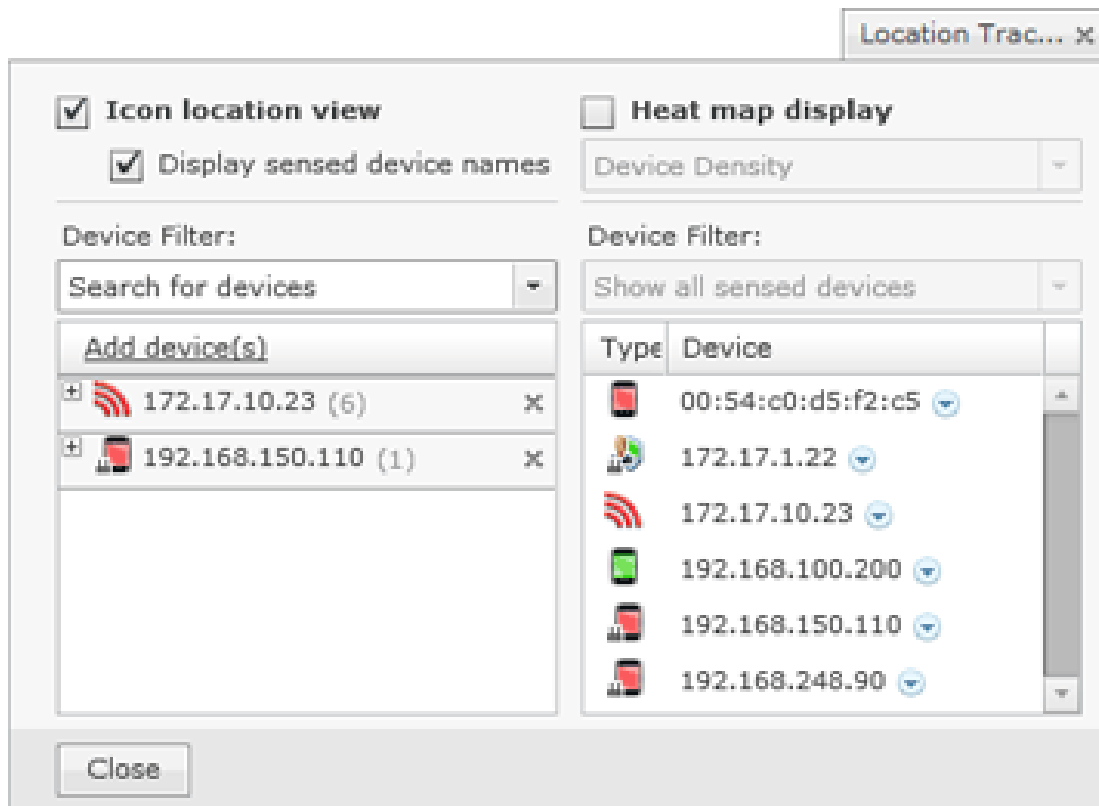 Location Trac...
Icon location view
Display sensed device names
Device Filter:
Search for devices
Add device(s)
172.17.10.23 (6)
192.168.150.110 (1)
Heat map display
Device Density
Device Filter:
Show all sensed devices
Type Device
00:54:c0:d5:f2:c5
172.17.1.22
172.17.10.23
192.168.100.200
192.168.150.110
192.168.248.90
Close